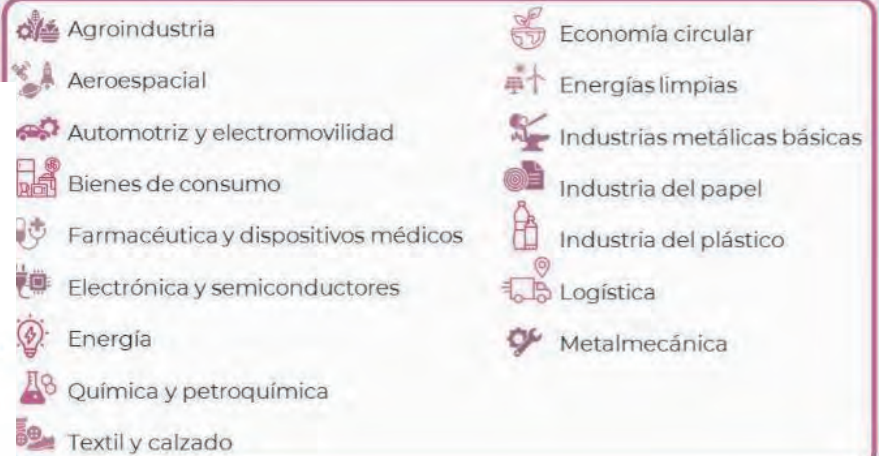 Agroindustria
Aeroespacial
Automotriz y electromovilidad
Bienes de consumo
Farmacéutica y dispositivos médicos
Electrónica y semiconductores
Energía
Química y petroquímica
Textil y calzado
Economía circular
Energías limpias
Industrias metálicas básicas
Industria del papel
Industria del plástico
Logística
Metalmecánica